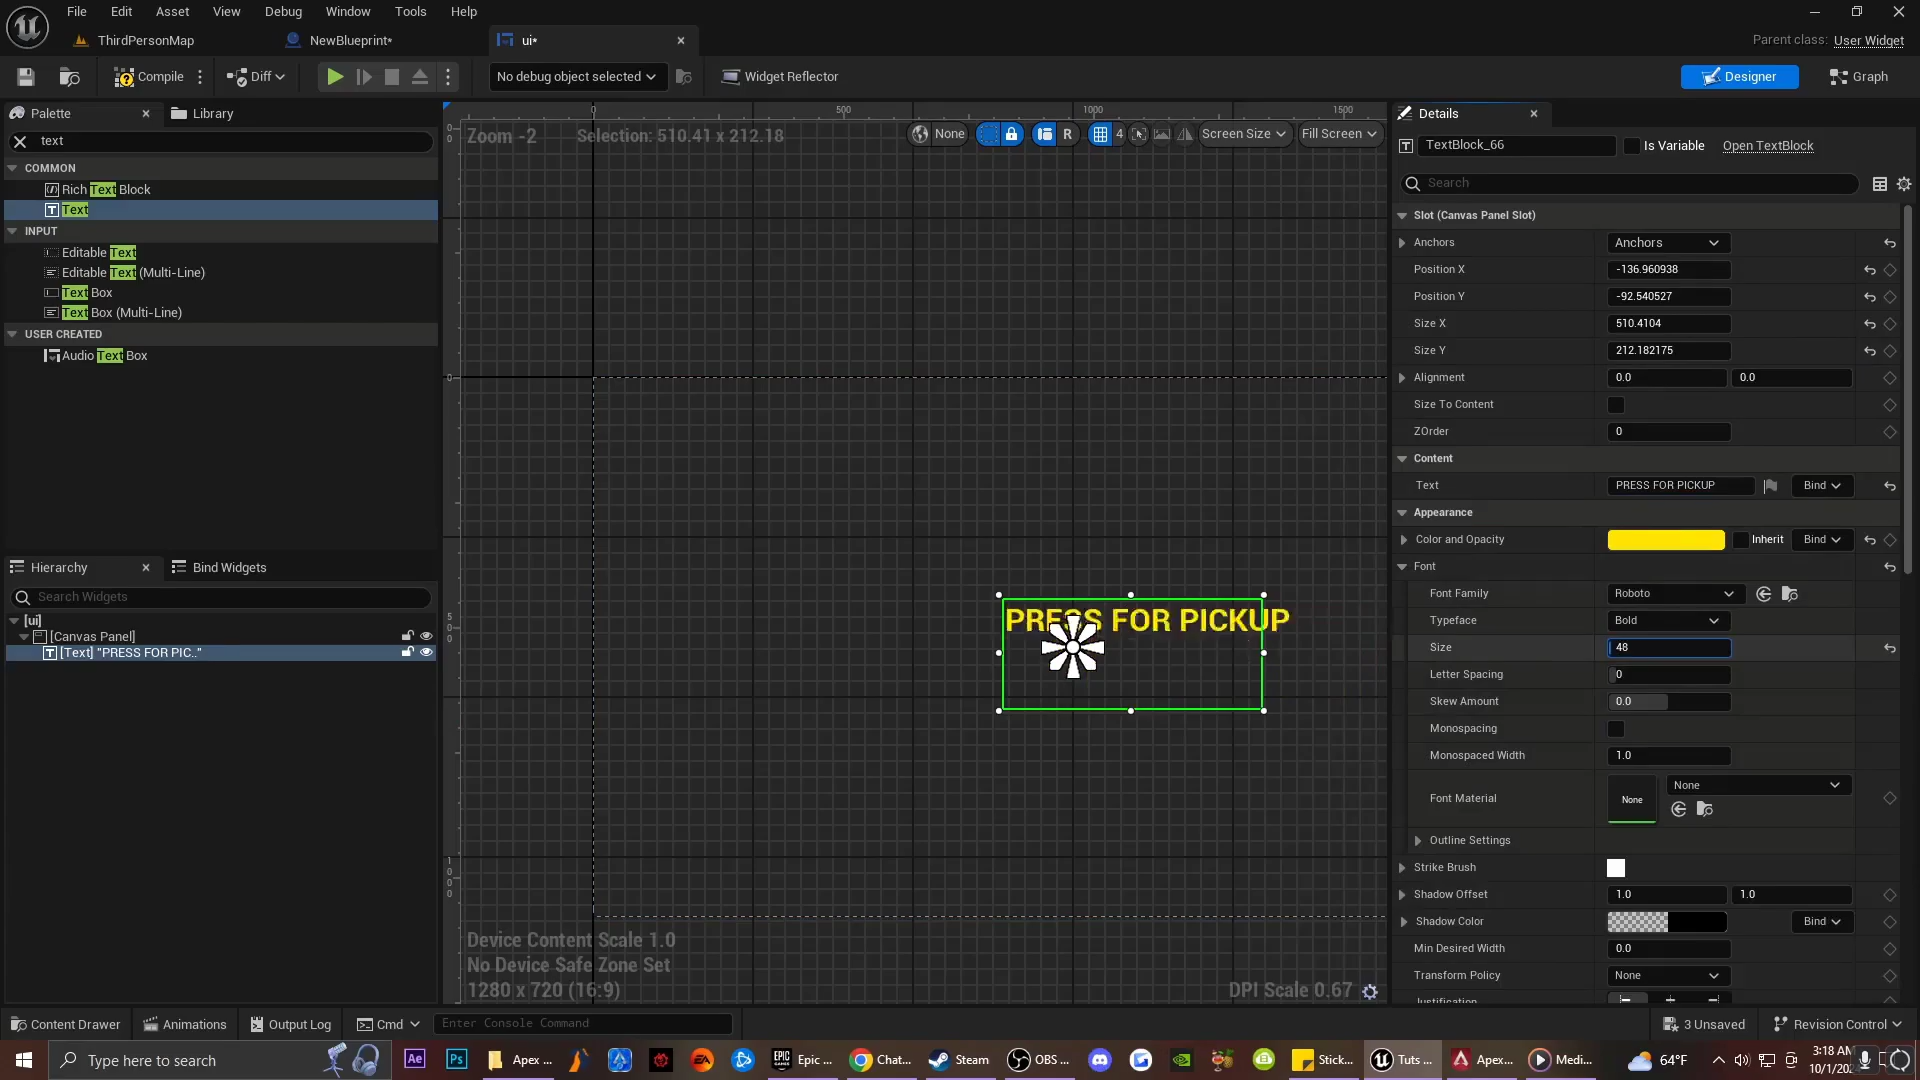 File Edit Asset View Debug Window Tools Help
ThirdPersonMap NewBlueprint* ui*
Parent class: User Widget
Compile Diff No debug object selected Widget Reflector Designer Graph
Palette Library
text
COMMON
Rich Text Block
Text
INPUT
Editable Text
Editable Text (Multi-Line)
Text Box
Text Box (Multi-Line)
USER CREATED
Audio Text Box
Hierarchy Bind Widgets
Search Widgets
[ui]
[Canvas Panel]
[Text] "PRESS FOR PIC.."
0 500 1000 1500
Zoom -2 Selection: 510.41 x 212.18 None R 4 Screen Size Fill Screen
PRESS FOR PICKUP
Device Content Scale 1.0
No Device Safe Zone Set
1280 x 720 (16:9) DPI Scale 0.67
Details
TextBlock_66 Is Variable Open TextBlock
Search
Slot (Canvas Panel Slot)
Anchors Anchors
Position X -136.960938
Position Y -92.540527
Size X 510.4104
Size Y 212.182175
Alignment 0.0 0.0
Size To Content
ZOrder 0
Content
Text PRESS FOR PICKUP Bind
Appearance
Color and Opacity Inherit Bind
Font
Font Family Roboto
Typeface Bold
Size 48
Letter Spacing 0
Skew Amount 0.0
Monospacing
Monospaced Width 1.0
Font Material None None
Outline Settings
Strike Brush
Shadow Offset 1.0 1.0
Shadow Color Bind
Min Desired Width 0.0
Transform Policy None
Justification
Content Drawer Animations Output Log Cmd Enter Console Command 3 Unsaved Revision Control
Type here to search Ae Ps Apex ... EA EPIC GAMES Epic ... Chat... Steam OBS ... Stick... Tuts ... Apex... Medi... 64°F 3:18 AM